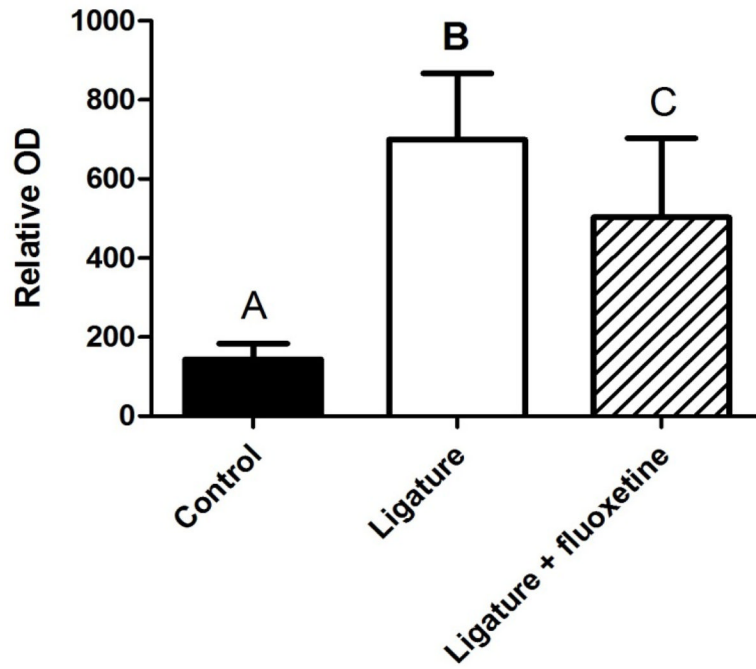 Relative OD
1000
800
600
400
200
0
A
B
C
Control
Ligature
Ligature + fluoxetine